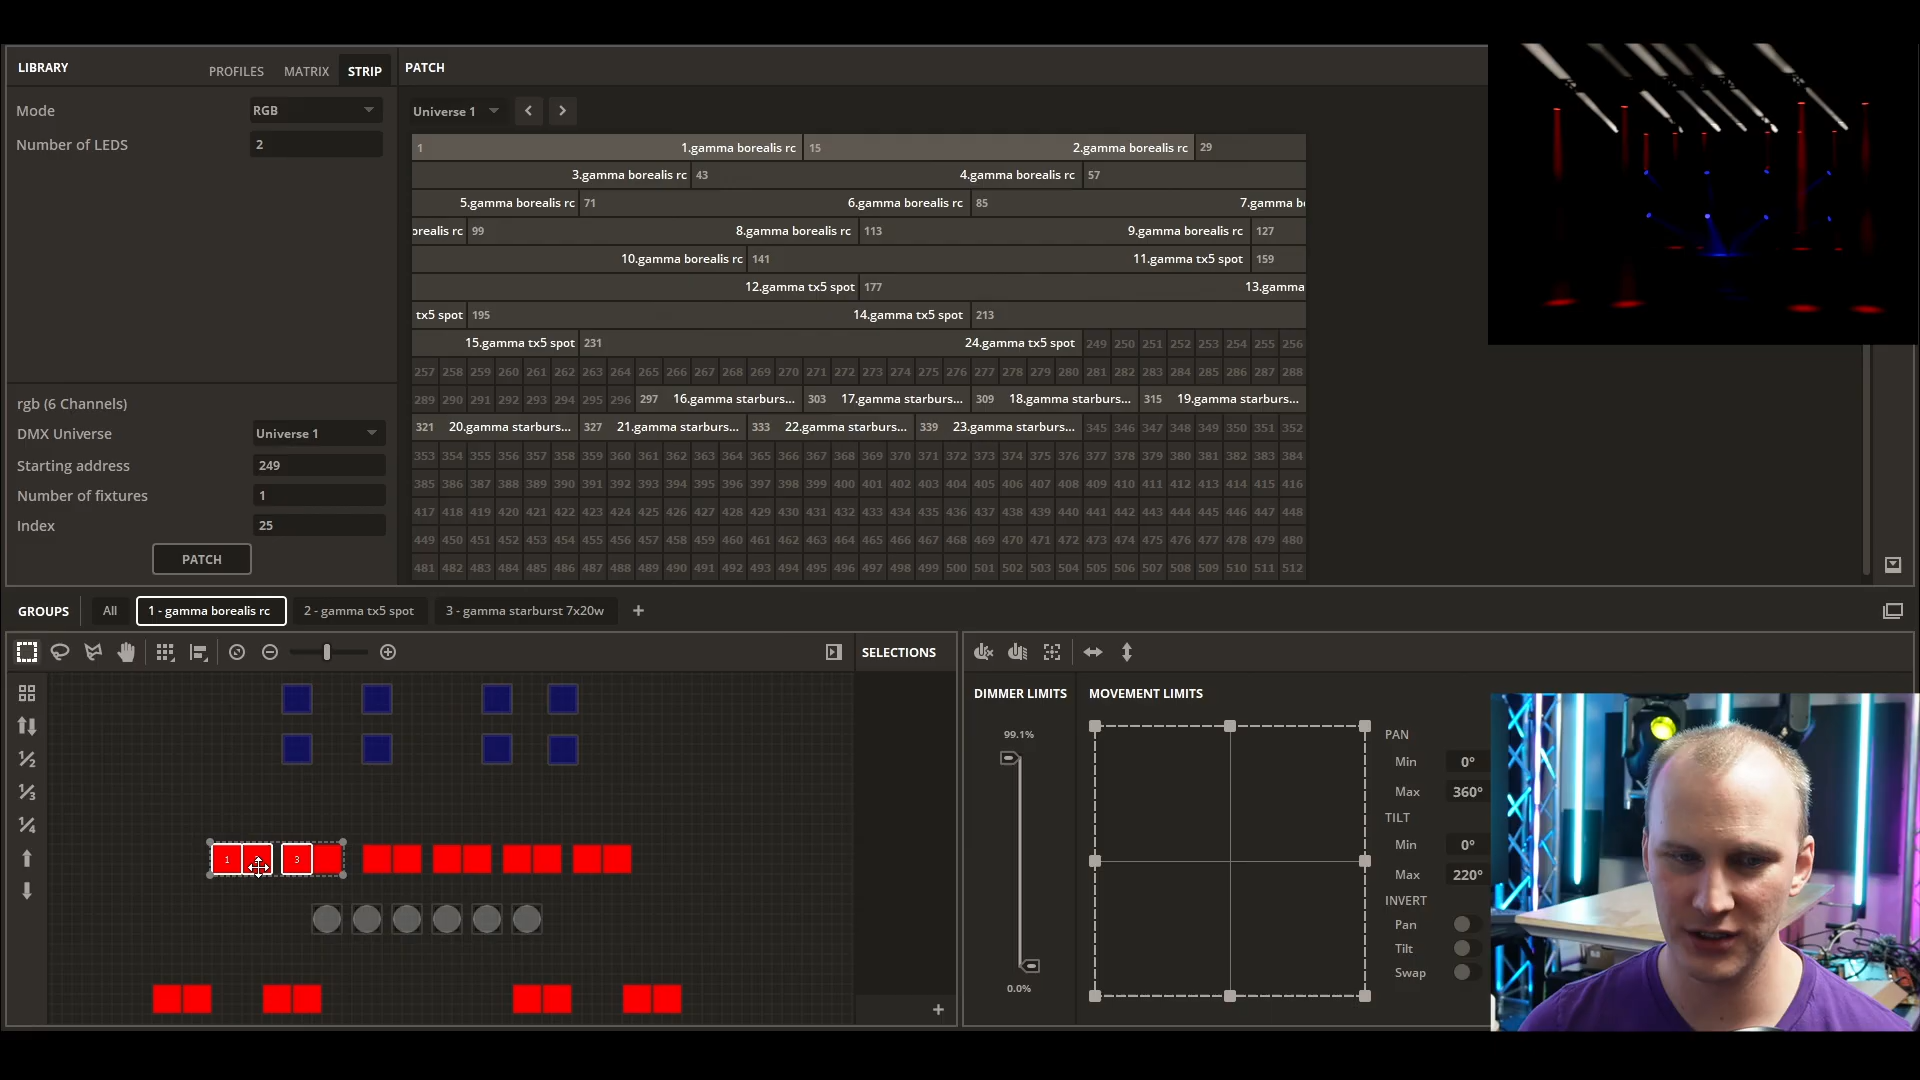 LIBRARY PROFILES MATRIX STRIP
Mode RGB
Number of LEDS 2
rgb (6 Channels)
DMX Universe Universe 1
Starting address 249
Number of fixtures 1
Index 25
PATCH
PATCH
Universe 1
1 1.gamma borealis rc 15 2.gamma borealis rc 29
3.gamma borealis rc 43 4.gamma borealis rc 57
5.gamma borealis rc 71 6.gamma borealis rc 85 7.gamma b
orealis rc 99 8.gamma borealis rc 113 9.gamma borealis rc 127
10.gamma borealis rc 141 11.gamma tx5 spot 159
12.gamma tx5 spot 177 13.gamma
tx5 spot 195 14.gamma tx5 spot 213
15.gamma tx5 spot 231 24.gamma tx5 spot 249 250 251 252 253 254 255 256
257 258 259 260 261 262 263 264 265 266 267 268 269 270 271 272 273 274 275 276 277 278 279 280 281 282 283 284 285 286 287 288
289 290 291 292 293 294 295 296 297 16.gamma starburs... 303 17.gamma starburs... 309 18.gamma starburs... 315 19.gamma starburs...
321 20.gamma starburs... 327 21.gamma starburs... 333 22.gamma starburs... 339 23.gamma starburs... 345 346 347 348 349 350 351 352
353 354 355 356 357 358 359 360 361 362 363 364 365 366 367 368 369 370 371 372 373 374 375 376 377 378 379 380 381 382 383 384
385 386 387 388 389 390 391 392 393 394 395 396 397 398 399 400 401 402 403 404 405 406 407 408 409 410 411 412 413 414 415 416
417 418 419 420 421 422 423 424 425 426 427 428 429 430 431 432 433 434 435 436 437 438 439 440 441 442 443 444 445 446 447 448
449 450 451 452 453 454 455 456 457 458 459 460 461 462 463 464 465 466 467 468 469 470 471 472 473 474 475 476 477 478 479 480
481 482 483 484 485 486 487 488 489 490 491 492 493 494 495 496 497 498 499 500 501 502 503 504 505 506 507 508 509 510 511 512
GROUPS All 1 - gamma borealis rc 2 - gamma tx5 spot 3 - gamma starburst 7x20w
SELECTIONS
1/2
1/3
1/4
1 3
DIMMER LIMITS
99.1%
0.0%
MOVEMENT LIMITS
PAN
Min 0°
Max 360°
TILT
Min 0°
Max 220°
INVERT
Pan
Tilt
Swap